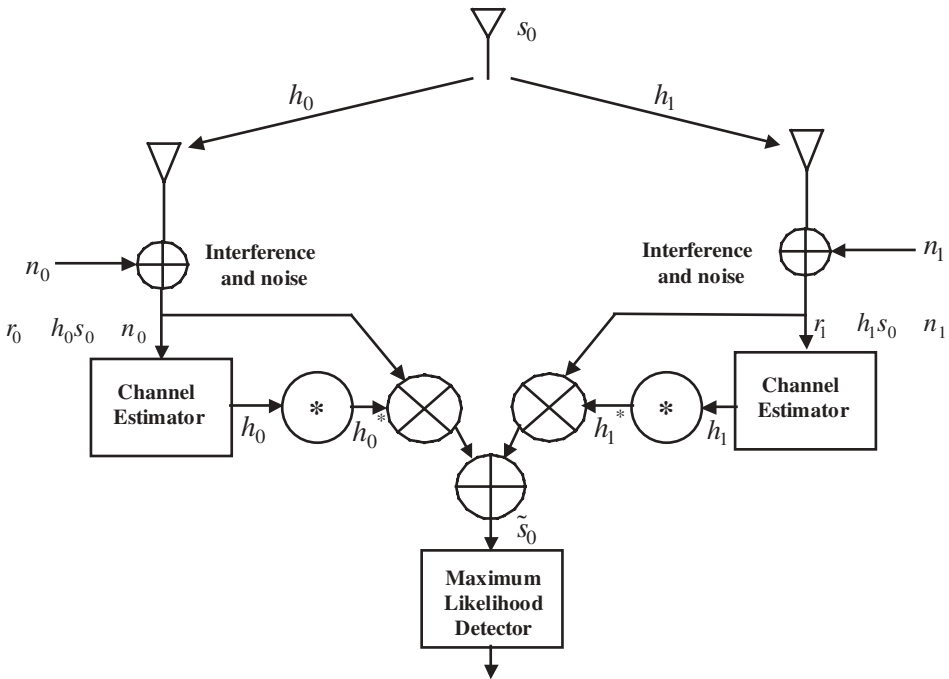 s₀
h₀ h₁
Interference
and noise
Interference
and noise
n₀ n₁
r₀ h₀s₀ n₀
r₁ h₁s₀ n₁
Channel
Estimator
* *
Channel
Estimator
h₀ h₀* h₁* h₁
s̃₀
Maximum
Likelihood
Detector